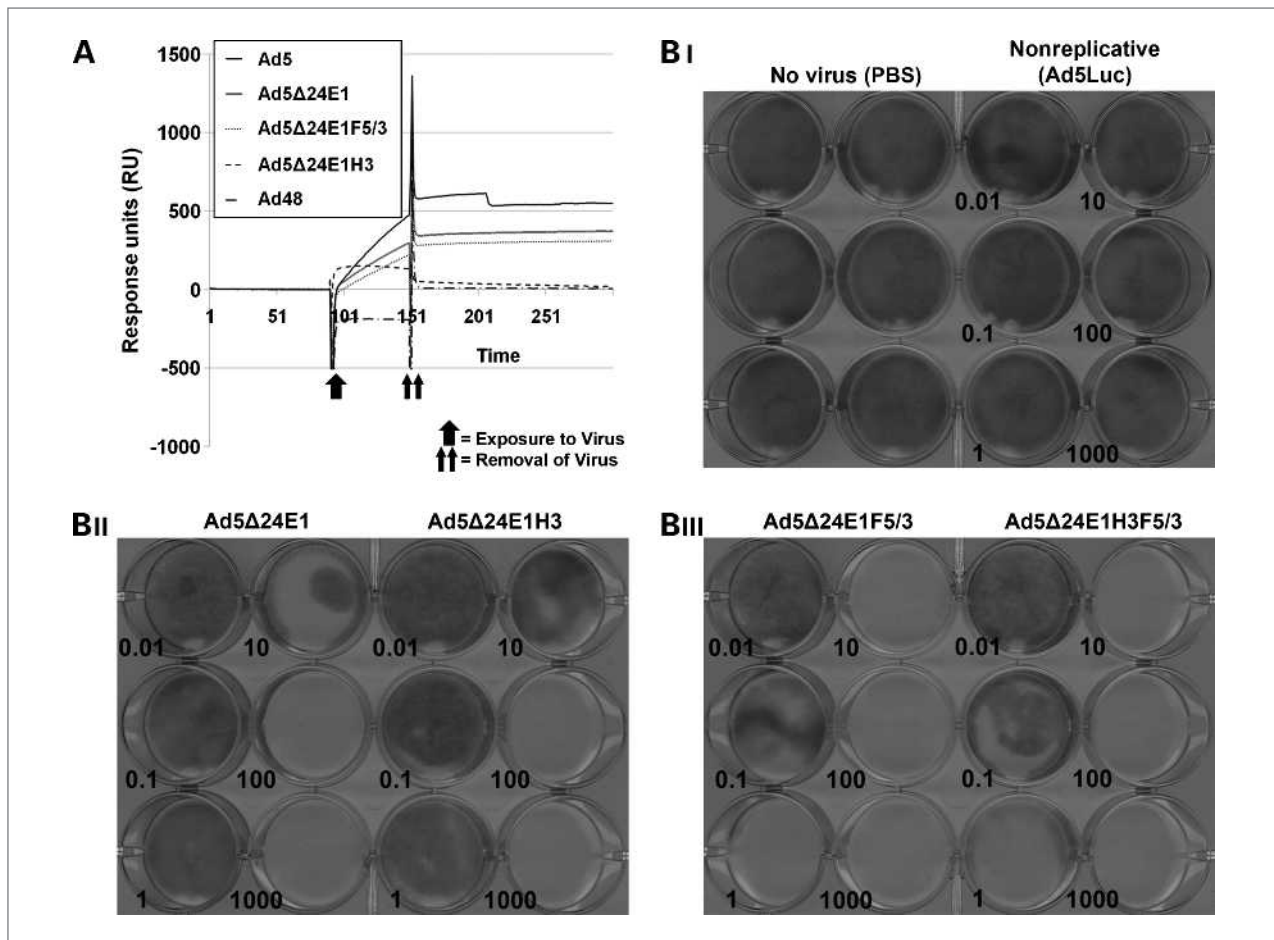 A
1500
1000
500
0
-500
-1000
Response units (RU)
Ad5
Ad5Δ24E1
Ad5Δ24E1F5/3
Ad5Δ24E1H3
Ad48
1 51 101 151 201 251
Time
= Exposure to Virus
= Removal of Virus
BI
No virus (PBS)
Nonreplicative
(Ad5Luc)
0.01 10
0.1 100
1 1000
BII
Ad5Δ24E1 Ad5Δ24E1H3
0.01 10 0.01 10
0.1 100 0.1 100
1 1000 1 1000
BIII
Ad5Δ24E1F5/3 Ad5Δ24E1H3F5/3
0.01 10 0.01 10
0.1 100 0.1 100
1 1000 1 1000